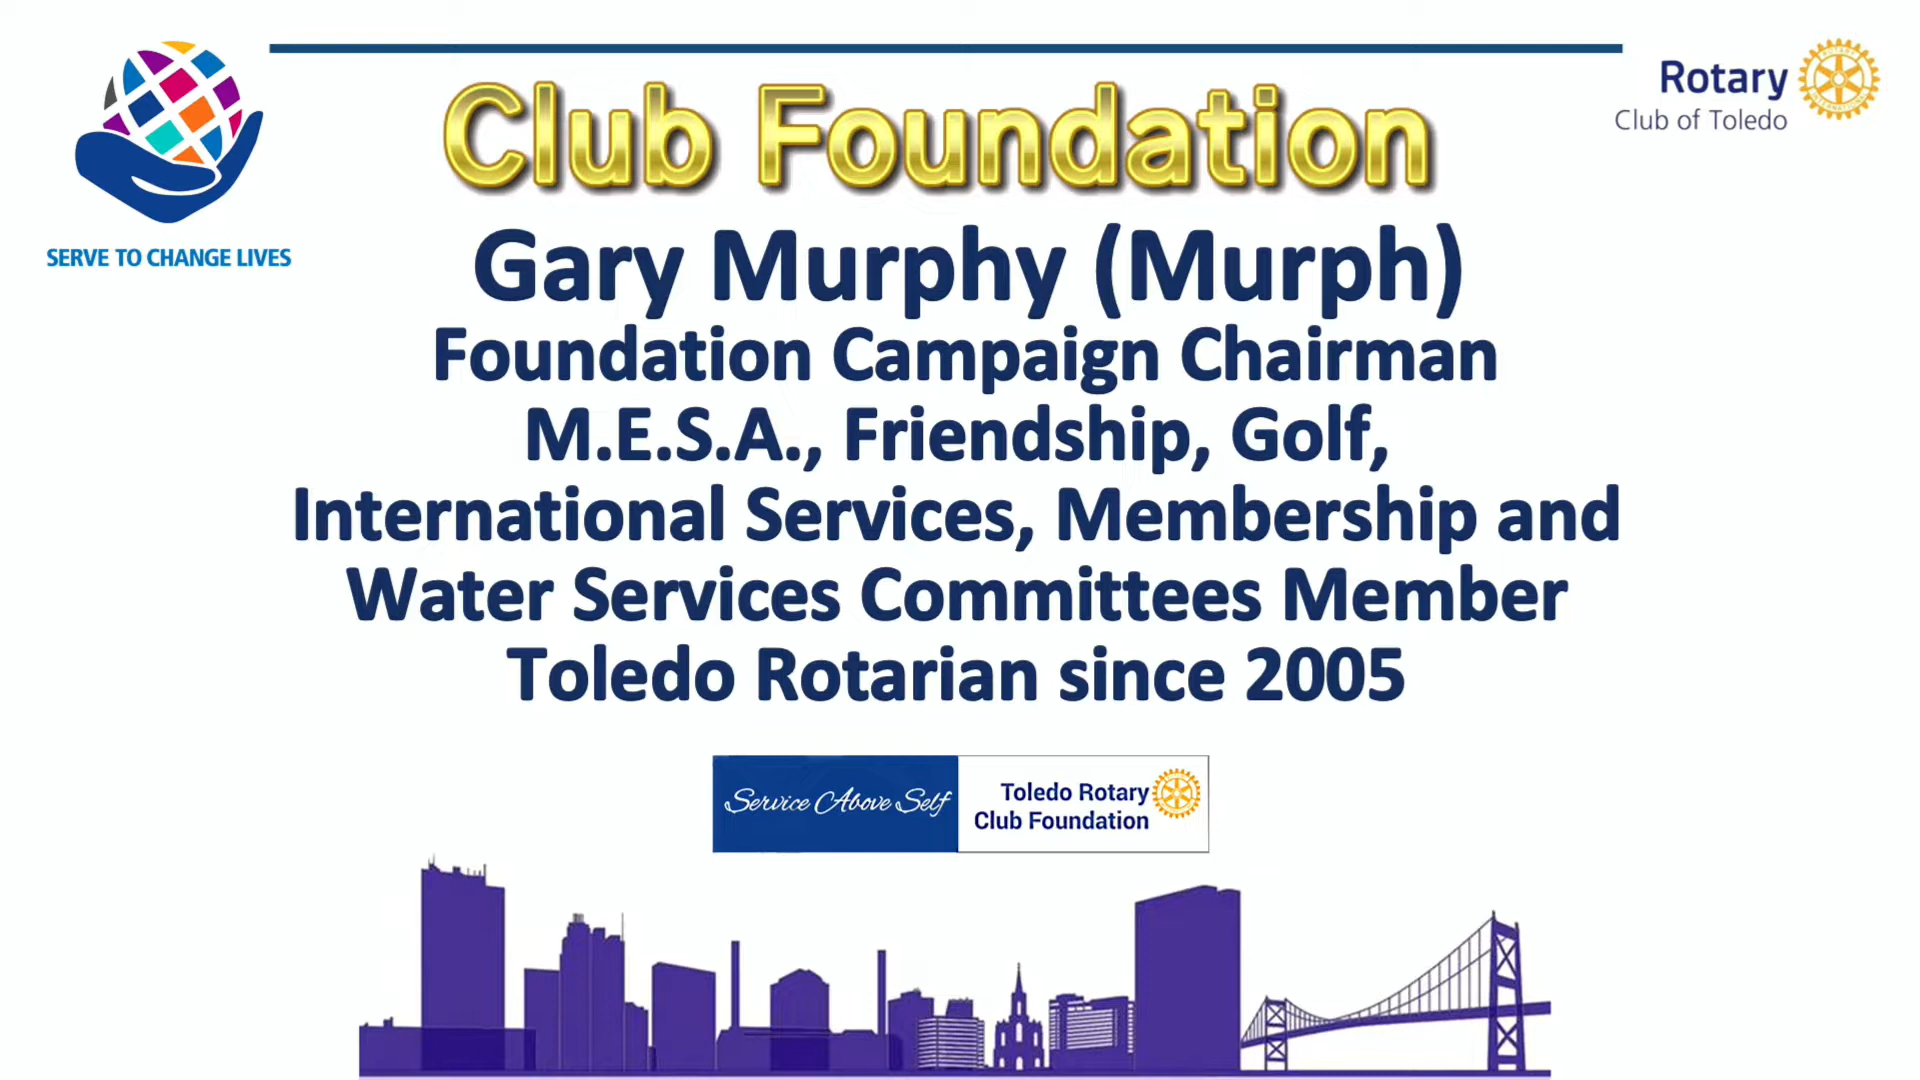 Club Foundation
Rotary
Club of Toledo
SERVE TO CHANGE LIVES
Gary Murphy (Murph)
Foundation Campaign Chairman
M.E.S.A., Friendship, Golf,
International Services, Membership and
Water Services Committees Member
Toledo Rotarian since 2005
Service Above Self
Toledo Rotary
Club Foundation